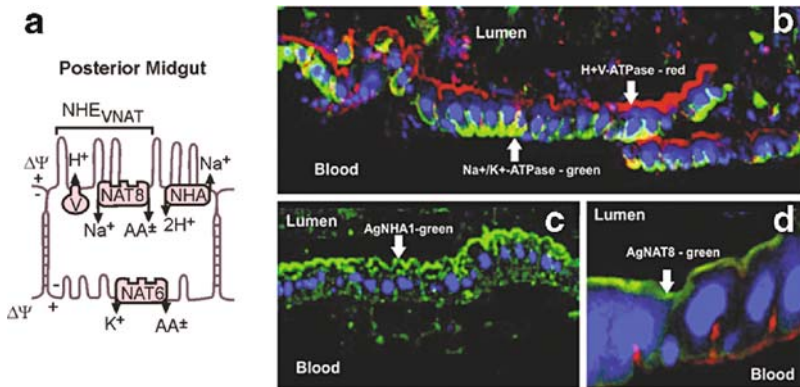 a
Posterior Midgut
NHE VNAT
ΔΨ
+
-
H⁺
Na⁺
V
NAT8
NHA
Na⁺
AA±
2H⁺
-
+
ΔΨ
NAT6
K⁺
AA±
b
Lumen
H+V-ATPase - red
Blood
Na+/K+-ATPase - green
c
Lumen
AgNHA1-green
Blood
d
Lumen
AgNAT8 - green
Blood